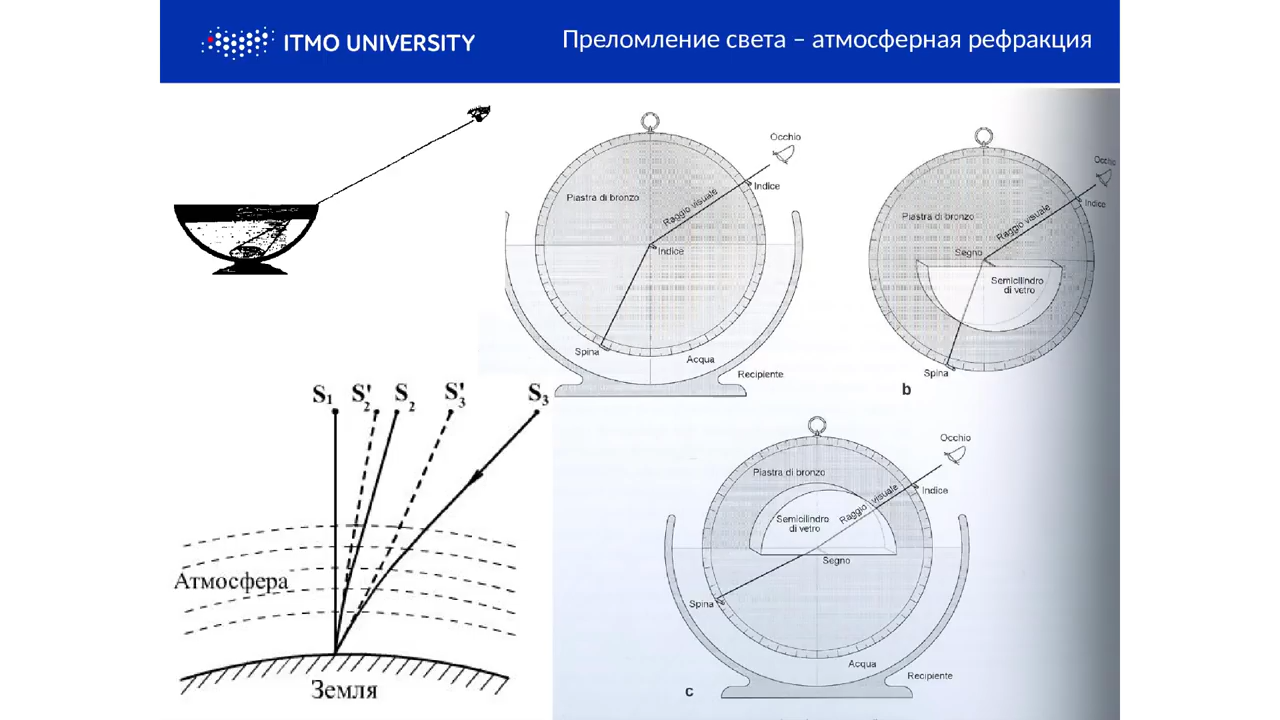 ITMO UNIVERSITY
Преломление света – атмосферная рефракция
Occhio
Indice
Piastra di bronzo
Raggio visuale
Indice
Spina
Acqua
Recipiente
Occhio
Indice
Piastra di bronzo
Raggio visuale
Segno
Semicilindro
di vetro
Spina
b
S1 S'2 S2 S'3 S3
Атмосфера
Земля
Occhio
Piastra di bronzo
Indice
Raggio visuale
Semicilindro
di vetro
Segno
Spina
Acqua
Recipiente
c